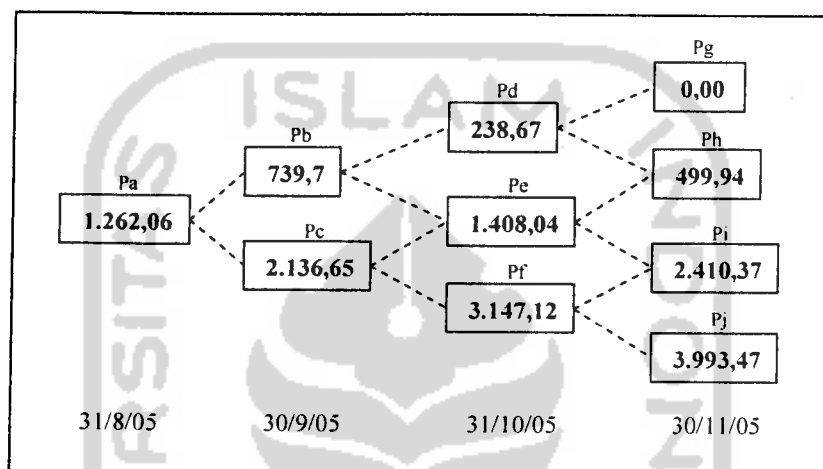 Pg
0,00
Pd
238,67
Pb
739,7
Ph
499,94
Pa
1.262,06
Pe
1.408,04
Pc
2.136,65
Pi
2.410,37
Pf
3.147,12
Pj
3.993,47
31/8/05 30/9/05 31/10/05 30/11/05
ISLAM